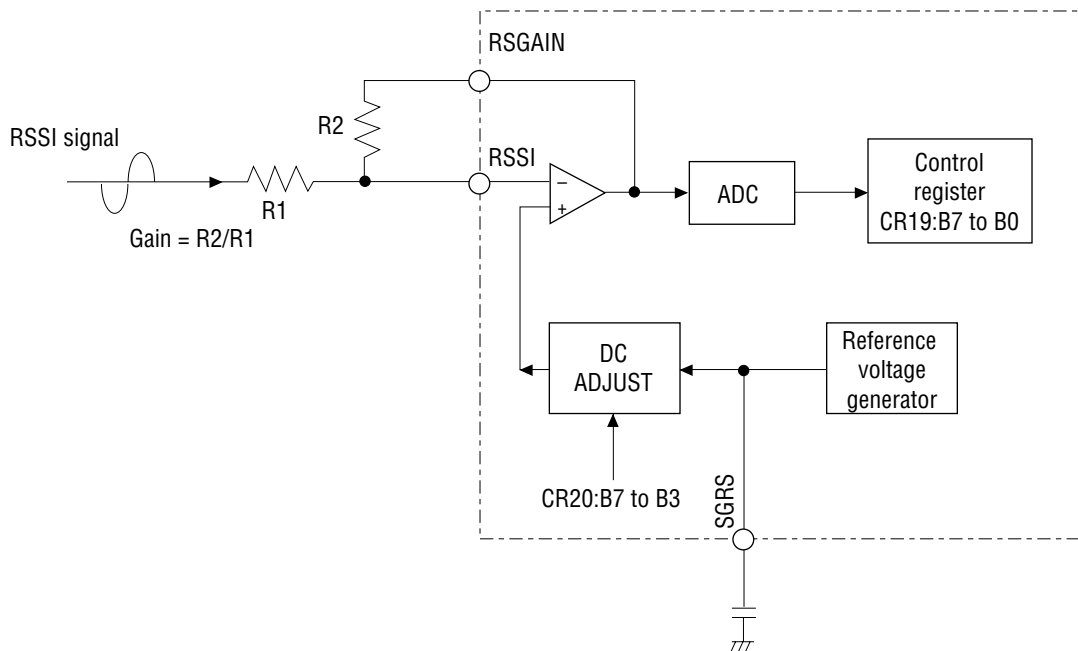 RSGAIN
R2
RSSI signal
RSSI
R1
Gain = R2/R1
−
+
ADC
Control
register
CR19:B7 to B0
DC
ADJUST
Reference
voltage
generator
CR20:B7 to B3
SGRS